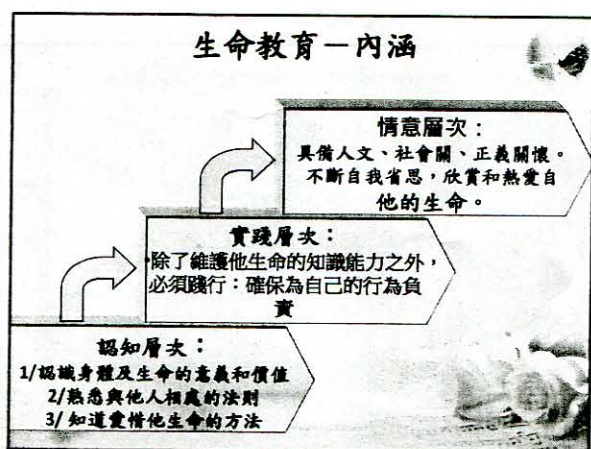 生命教育－內涵
情意層次：
具備人文、社會關、正義關懷。
不斷自我省思，欣賞和熱愛自
他的生命。
實踐層次：
•除了維護他生命的知識能力之外，
必須踐行：確保為自己的行為負
責
認知層次：
1/認識身體及生命的意義和價值
2/熟悉與他人相處的法則
3/ 知道愛惜他生命的方法